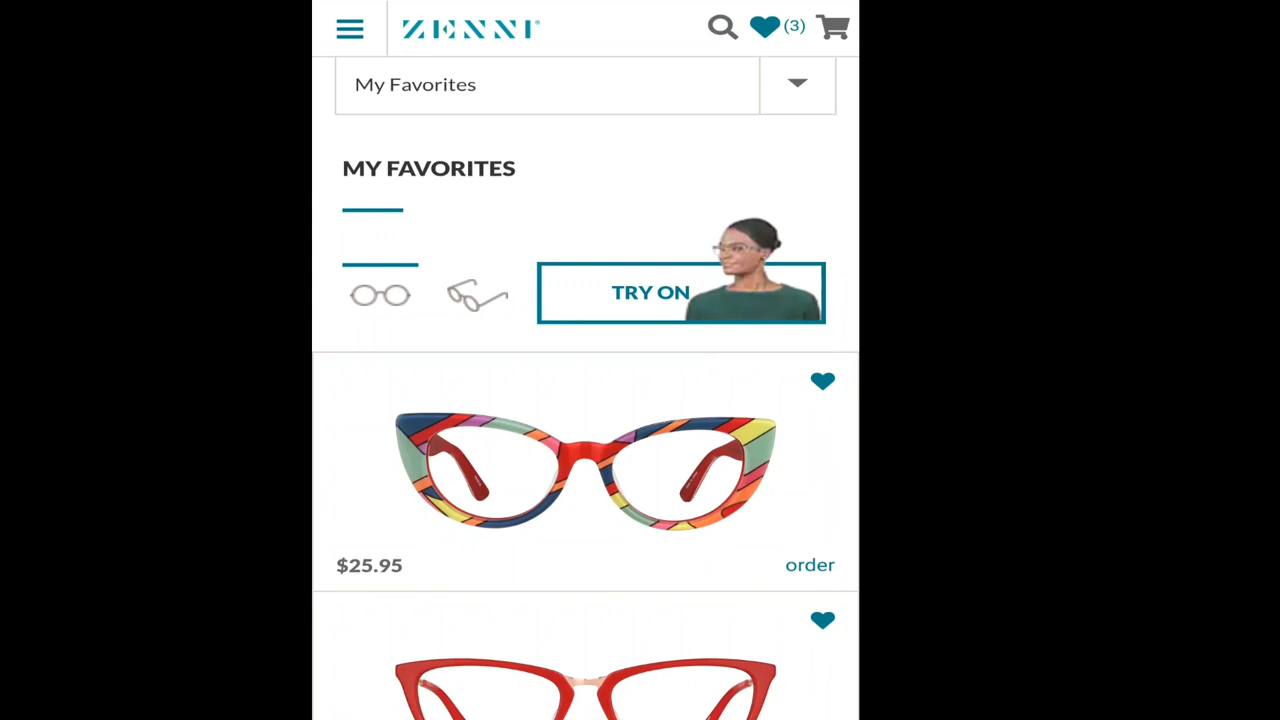 ZENNI®
(3)
My Favorites
MY FAVORITES
TRY ON
$25.95
order